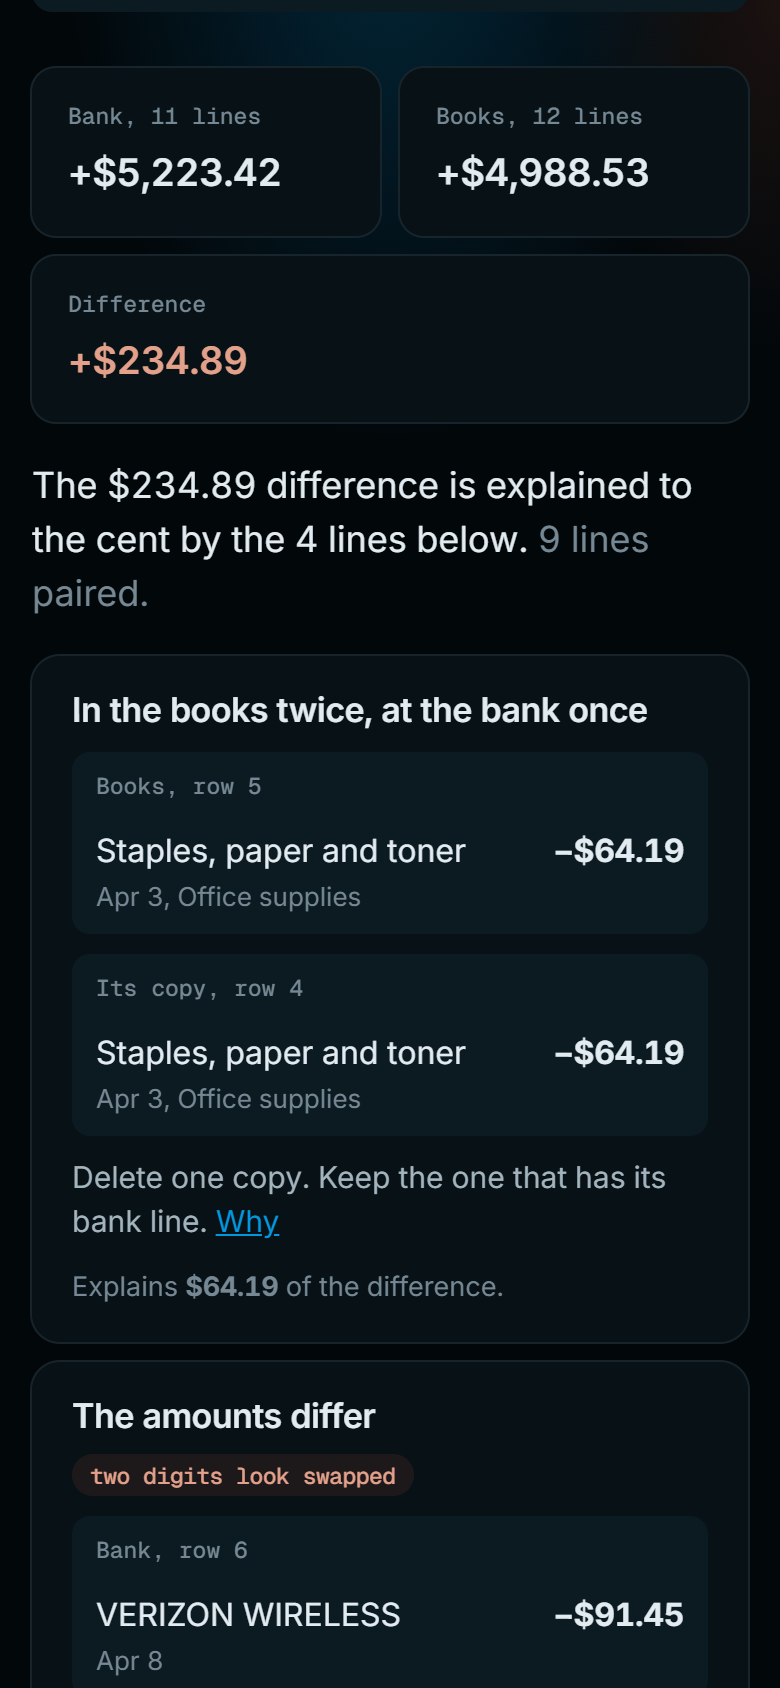 Bank, 11 lines
+$5,223.42
Books, 12 lines
+$4,988.53
Difference
+$234.89
The $234.89 difference is explained to
the cent by the 4 lines below. 9 lines
paired.
In the books twice, at the bank once
Books, row 5
Staples, paper and toner −$64.19
Apr 3, Office supplies
Its copy, row 4
Staples, paper and toner −$64.19
Apr 3, Office supplies
Delete one copy. Keep the one that has its
bank line. Why
Explains $64.19 of the difference.
The amounts differ
two digits look swapped
Bank, row 6
VERIZON WIRELESS −$91.45
Apr 8